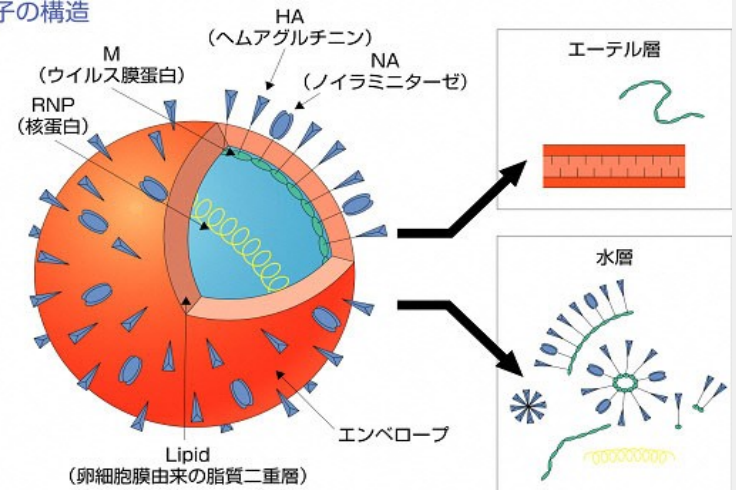 子の構造
HA
（ヘムアグルチニン）
M
（ウイルス膜蛋白）
NA
（ノイラミニターゼ）
RNP
（核蛋白）
エーテル層
水層
エンベロープ
Lipid
（卵細胞膜由来の脂質二重層）